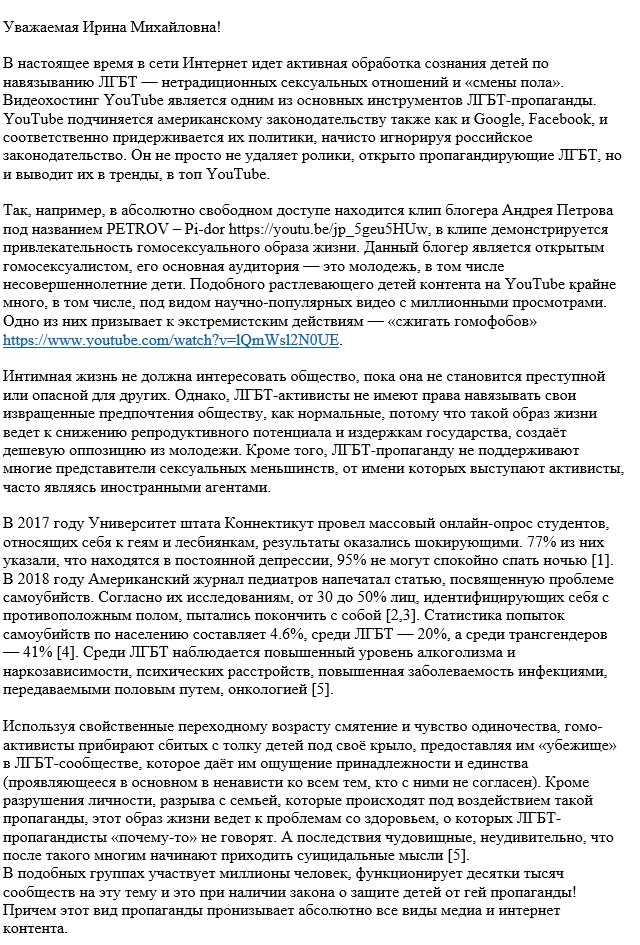 Уважаемая Ирина Михайловна!
В настоящее время в сети Интернет идет активная обработка сознания детей по
навязыванию ЛГБТ — нетрадиционных сексуальных отношений и «смены пола».
Видеохостинг YouTube является одним из основных инструментов ЛГБТ-пропаганды.
YouTube подчиняется американскому законодательству также как и Google, Facebook, и
соответственно придерживается их политики, начисто игнорируя российское
законодательство. Он не просто не удаляет ролики, открыто пропагандирующие ЛГБТ, но
и выводит их в тренды, в топ YouTube.
Так, например, в абсолютно свободном доступе находится клип блогера Андрея Петрова
под названием PETROV – Pi-dor https://youtu.be/jp_5geu5HUw, в клипе демонстрируется
привлекательность гомосексуального образа жизни. Данный блогер является открытым
гомосексуалистом, его основная аудитория — это молодежь, в том числе
несовершеннолетние дети. Подобного растлевающего детей контента на YouTube крайне
много, в том числе, под видом научно-популярных видео с миллионными просмотрами.
Одно из них призывает к экстремистским действиям — «сжигать гомофобов»
https://www.youtube.com/watch?v=lQmWsl2N0UE.
Интимная жизнь не должна интересовать общество, пока она не становится преступной
или опасной для других. Однако, ЛГБТ-активисты не имеют права навязывать свои
извращенные предпочтения обществу, как нормальные, потому что такой образ жизни
ведет к снижению репродуктивного потенциала и издержкам государства, создаёт
дешевую оппозицию из молодежи. Кроме того, ЛГБТ-пропаганду не поддерживают
многие представители сексуальных меньшинств, от имени которых выступают активисты,
часто являясь иностранными агентами.
В 2017 году Университет штата Коннектикут провел массовый онлайн-опрос студентов,
относящих себя к геям и лесбиянкам, результаты оказались шокирующими. 77% из них
указали, что находятся в постоянной депрессии, 95% не могут спокойно спать ночью [1].
В 2018 году Американский журнал педиатров напечатал статью, посвященную проблеме
самоубийств. Согласно их исследованиям, от 30 до 50% лиц, идентифицирующих себя с
противоположным полом, пытались покончить с собой [2,3]. Статистика попыток
самоубийств по населению составляет 4.6%, среди ЛГБТ — 20%, а среди трансгендеров
— 41% [4]. Среди ЛГБТ наблюдается повышенный уровень алкоголизма и
наркозависимости, психических расстройств, повышенная заболеваемость инфекциями,
передаваемыми половым путем, онкологией [5].
Используя свойственные переходному возрасту смятение и чувство одиночества, гомо-
активисты прибирают сбитых с толку детей под своё крыло, предоставляя им «убежище»
в ЛГБТ-сообществе, которое даёт им ощущение принадлежности и единства
(проявляющееся в основном в ненависти ко всем тем, кто с ними не согласен). Кроме
разрушения личности, разрыва с семьей, которые происходят под воздействием такой
пропаганды, этот образ жизни ведет к проблемам со здоровьем, о которых ЛГБТ-
пропагандисты «почему-то» не говорят. А последствия чудовищные, неудивительно, что
после такого многим начинают приходить суицидальные мысли [5].
В подобных группах участвует миллионы человек, функционирует десятки тысяч
сообществ на эту тему и это при наличии закона о защите детей от гей пропаганды!
Причем этот вид пропаганды пронизывает абсолютно все виды медиа и интернет
контента.